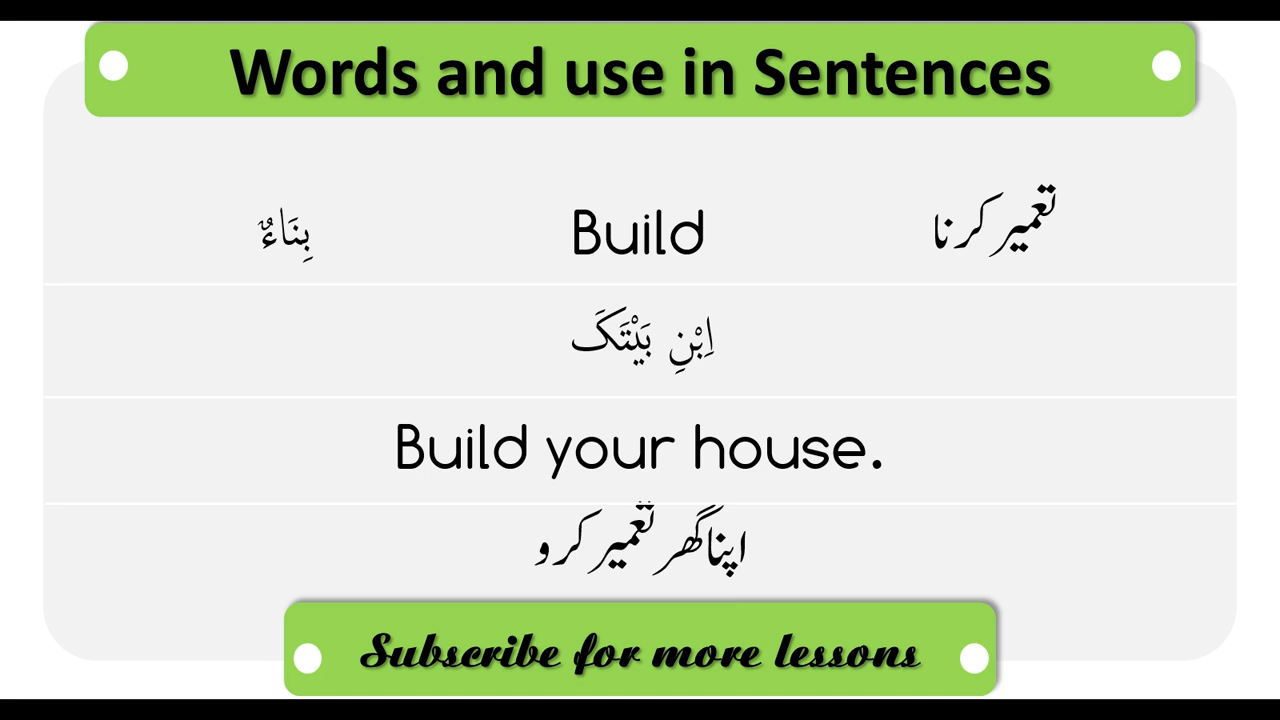 Words and use in Sentences
بِنَاءٌ Build تعمیر کرنا
اِبْنِ بَيْتَکَ
Build your house.
اپنا گھر تعمیر کرو
Subscribe for more lessons